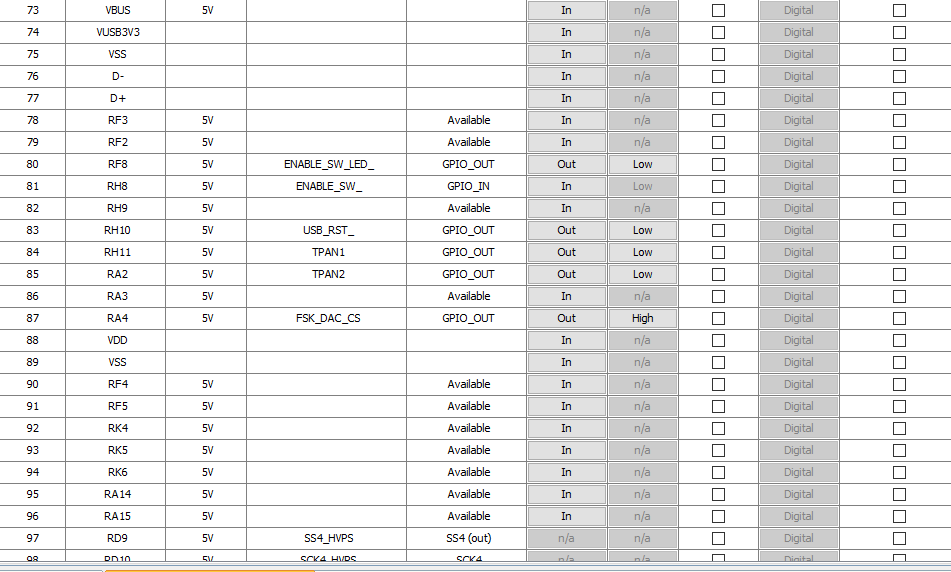 73 VBUS 5V In n/a Digital
74 VUSB3V3 In n/a Digital
75 VSS In n/a Digital
76 D- In n/a Digital
77 D+ In n/a Digital
78 RF3 5V Available In n/a Digital
79 RF2 5V Available In n/a Digital
80 RF8 5V ENABLE_SW_LED_ GPIO_OUT Out Low Digital
81 RH8 5V ENABLE_SW_ GPIO_IN In Low Digital
82 RH9 5V Available In n/a Digital
83 RH10 5V USB_RST_ GPIO_OUT Out Low Digital
84 RH11 5V TPAN1 GPIO_OUT Out Low Digital
85 RA2 5V TPAN2 GPIO_OUT Out Low Digital
86 RA3 5V Available In n/a Digital
87 RA4 5V FSK_DAC_CS GPIO_OUT Out High Digital
88 VDD In n/a Digital
89 VSS In n/a Digital
90 RF4 5V Available In n/a Digital
91 RF5 5V Available In n/a Digital
92 RK4 5V Available In n/a Digital
93 RK5 5V Available In n/a Digital
94 RK6 5V Available In n/a Digital
95 RA14 5V Available In n/a Digital
96 RA15 5V Available In n/a Digital
97 RD9 5V SS4_HVPS SS4 (out) n/a n/a Digital
98 RD10 5V SCK4_HVPS SCK4 n/a n/a Digital